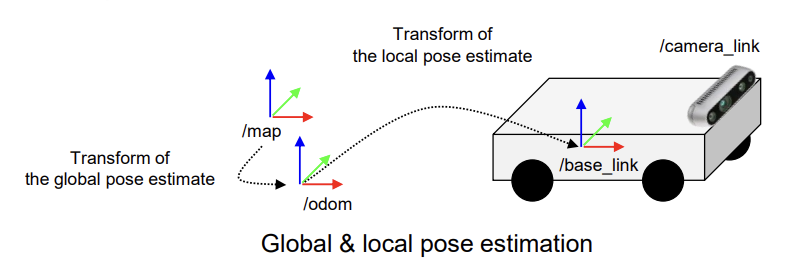 Transform of
the local pose estimate
/camera_link
/map
Transform of
the global pose estimate
/base_link
/odom
Global & local pose estimation